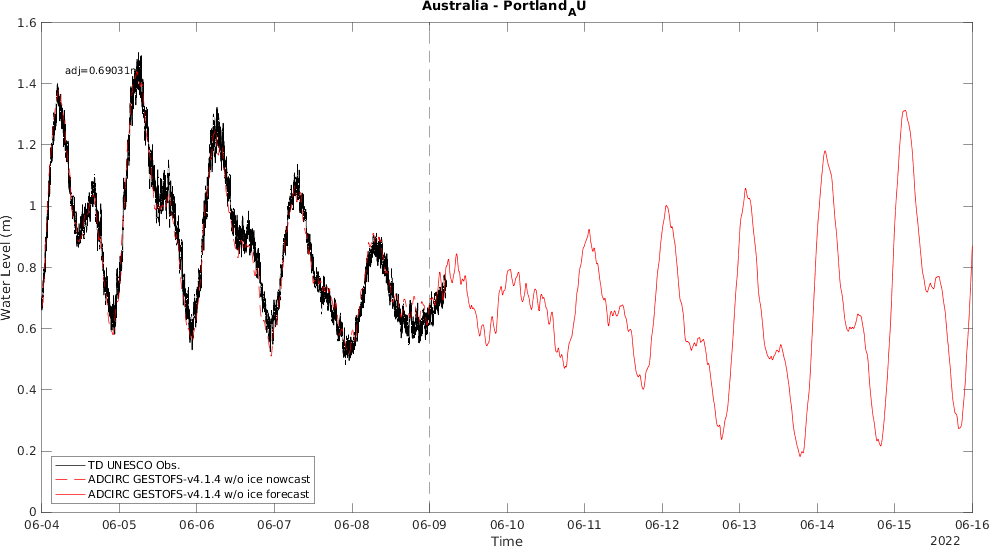 Australia - Portland_AU
1.6
1.4
1.2
1
0.8
0.6
0.4
0.2
0
Water Level (m)
adj=0.69031m
TD UNESCO Obs.
ADCIRC GESTOFS-v4.1.4 w/o ice nowcast
ADCIRC GESTOFS-v4.1.4 w/o ice forecast
06-04 06-05 06-06 06-07 06-08 06-09 06-10 06-11 06-12 06-13 06-14 06-15 06-16
Time
2022